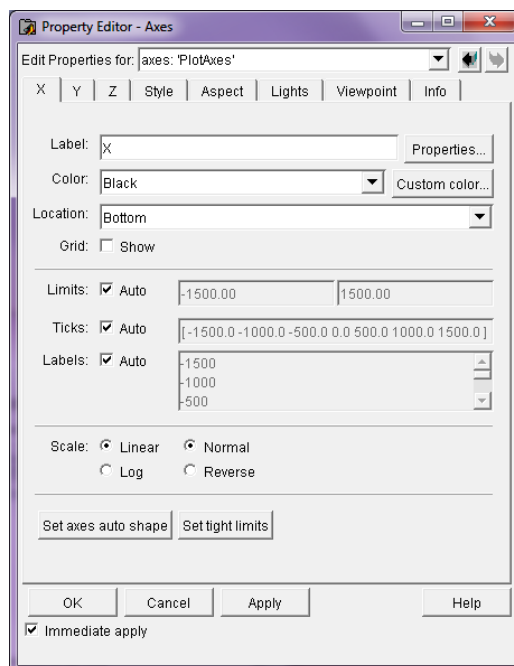 Property Editor - Axes
Edit Properties for: axes: 'PlotAxes'
X Y Z Style Aspect Lights Viewpoint Info
Label: X Properties...
Color: Black Custom color...
Location: Bottom
Grid: Show
Limits: Auto -1500.00 1500.00
Ticks: Auto [ -1500.0 -1000.0 -500.0 0.0 500.0 1000.0 1500.0 ]
Labels: Auto -1500
-1000
-500
Scale: Linear Normal
Log Reverse
Set axes auto shape Set tight limits
OK Cancel Apply Help
Immediate apply